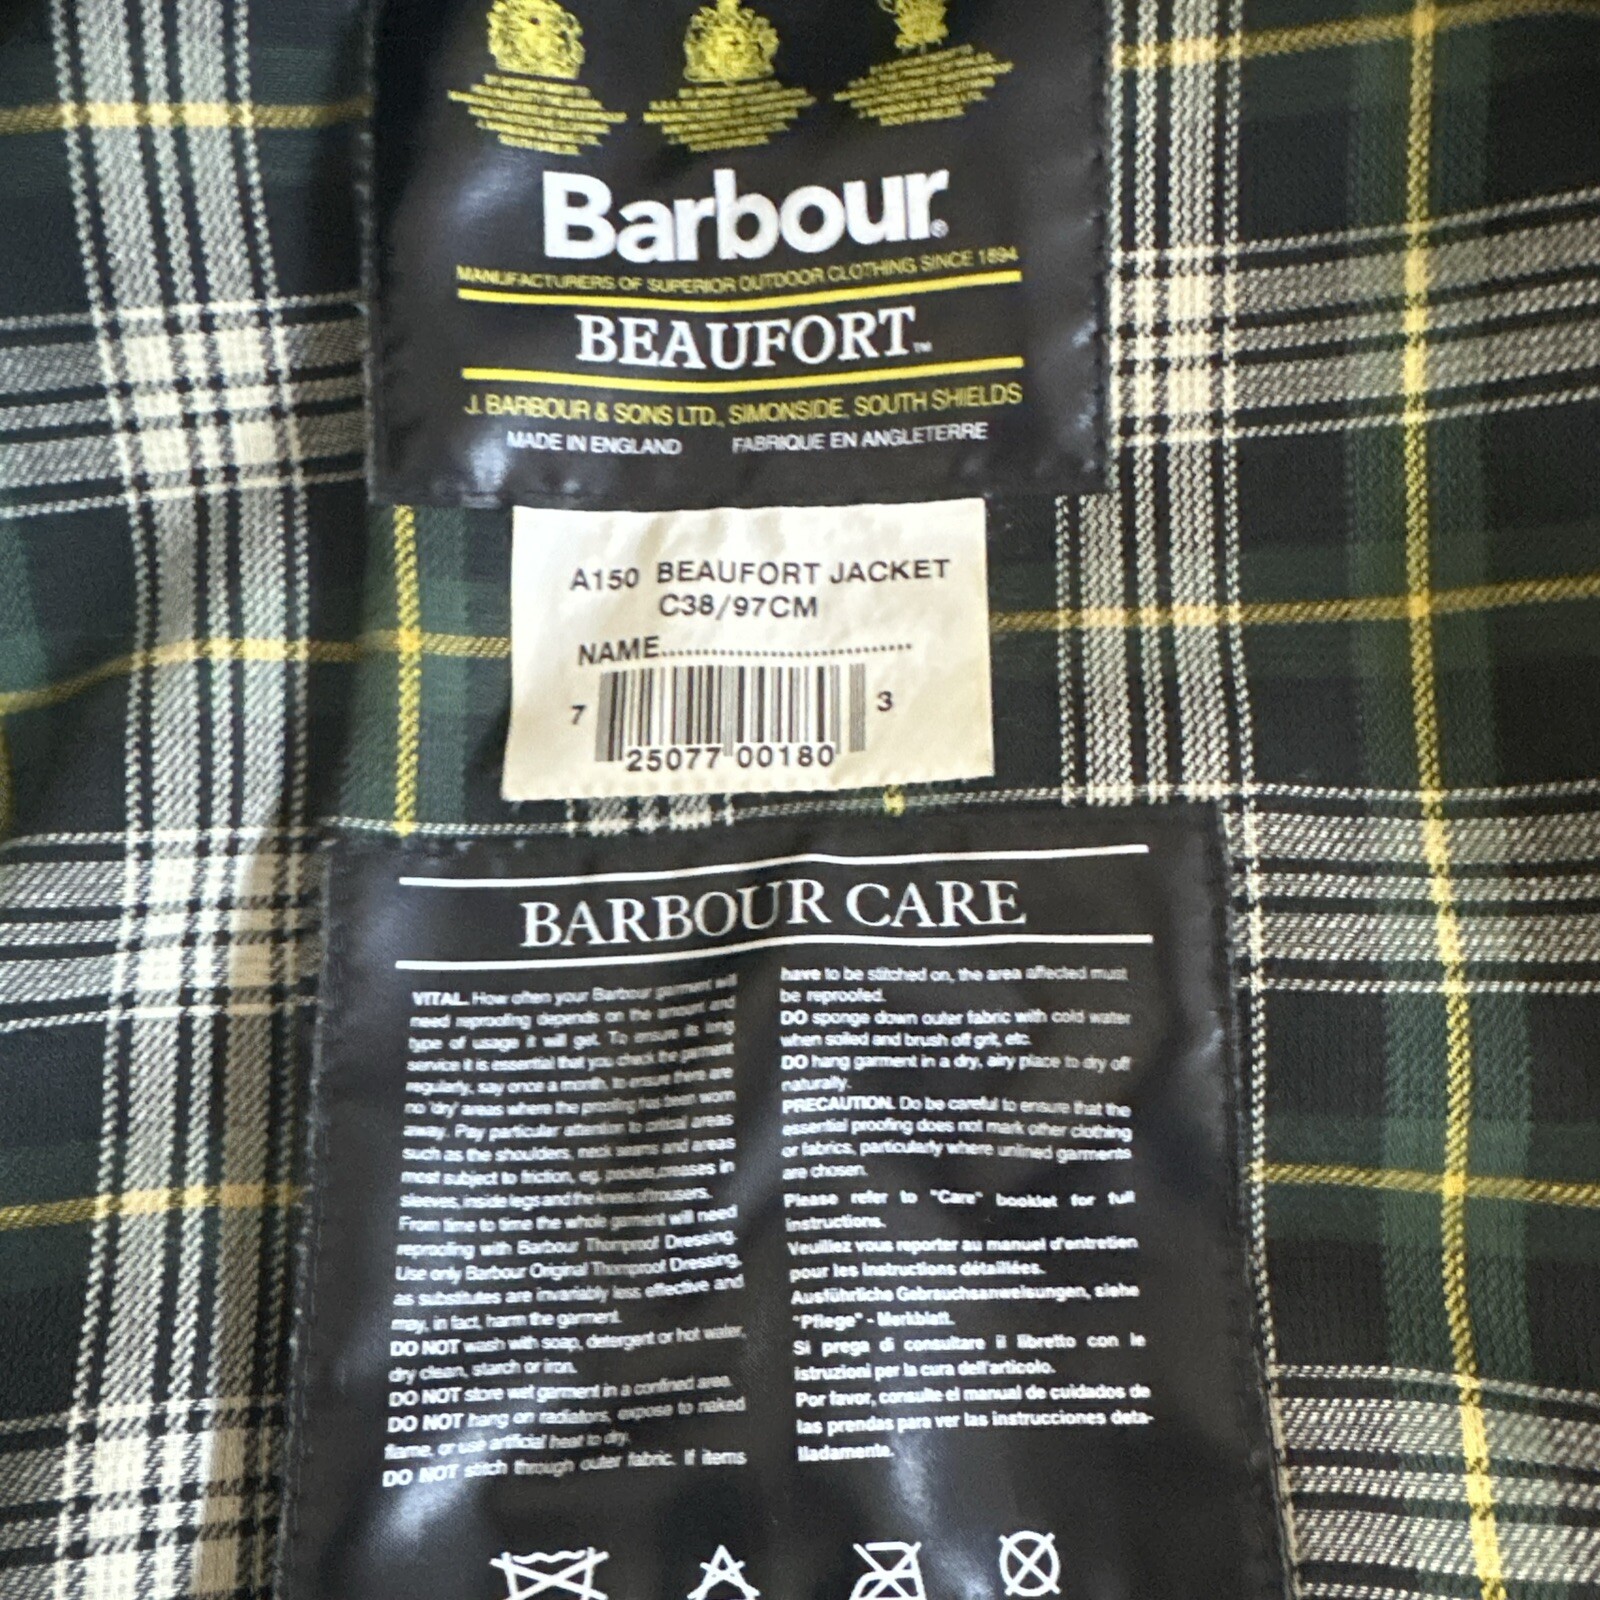 Barbour®
MANUFACTURERS OF SUPERIOR OUTDOOR CLOTHING SINCE 1894
BEAUFORT™
J. BARBOUR & SONS LTD., SIMONSIDE, SOUTH SHIELDS
MADE IN ENGLAND FABRIQUE EN ANGLETERRE
A150 BEAUFORT JACKET
C38/97CM
NAME................................
7 25077 00180 3
BARBOUR CARE
VITAL. How often your Barbour garment will
need reproofing depends on the amount and
type of usage it will get. To ensure its long
service it is essential that you check the garment
regularly, say once a month, to ensure there are
no 'dry' areas where the proofing has been worn
away. Pay particular attention to critical areas
such as the shoulders, neck seams and areas
most subject to friction, eg. pockets, creases in
sleeves, inside legs and the knees of trousers.
From time to time the whole garment will need
reproofing with Barbour Thornproof Dressing.
Use only Barbour Original Thornproof Dressing,
as substitutes are invariably less effective and
may, in fact, harm the garment.
DO NOT wash with soap, detergent or hot water,
dry clean, starch or iron.
DO NOT store wet garment in a confined area.
DO NOT hang on radiators, expose to naked
flame, or use artificial heat to dry.
DO NOT stitch through outer fabric. If items
have to be stitched on, the area affected must
be reproofed.
DO sponge down outer fabric with cold water
when soiled and brush off grit, etc.
DO hang garment in a dry, airy place to dry off
naturally.
PRECAUTION. Do be careful to ensure that the
essential proofing does not mark other clothing
or fabrics, particularly where unlined garments
are chosen.
Please refer to "Care" booklet for full
instructions.
Veuillez vous reporter au manuel d'entretien
pour les instructions détaillées.
Ausführliche Gebrauchsanweisungen, siehe
"Pflege" - Merkblatt.
Si prega di consultare il libretto con le
istruzioni per la cura dell'articolo.
Por favor, consulte el manual de cuidados de
las prendas para ver las instrucciones deta-
lladamente.